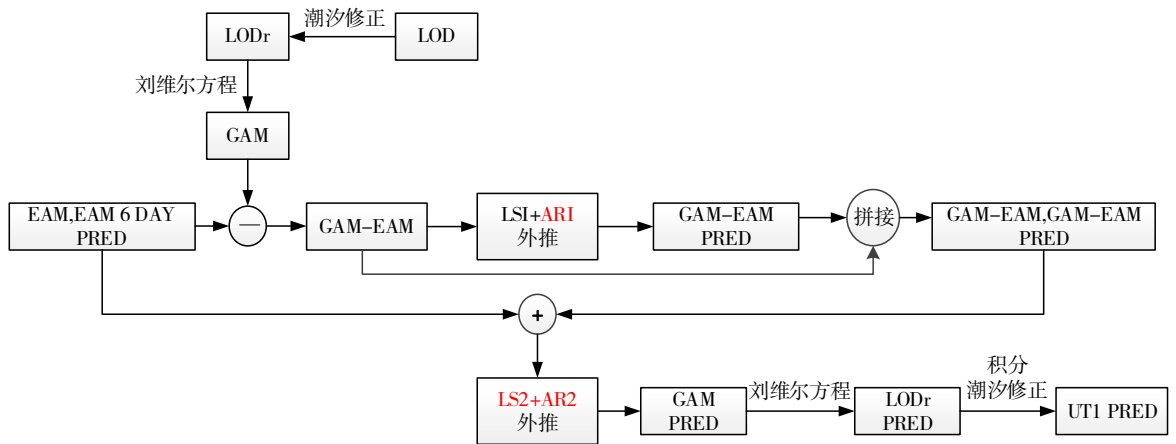 潮汐修正
LODr
LOD
刘维尔方程
GAM
EAM,EAM 6 DAY
PRED
—
GAM-EAM
LSI+ARI
外推
GAM-EAM
PRED
拼接
GAM-EAM,GAM-EAM
PRED
+
LS2+AR2
外推
GAM
PRED
刘维尔方程
LODr
PRED
积分
潮汐修正
UT1 PRED